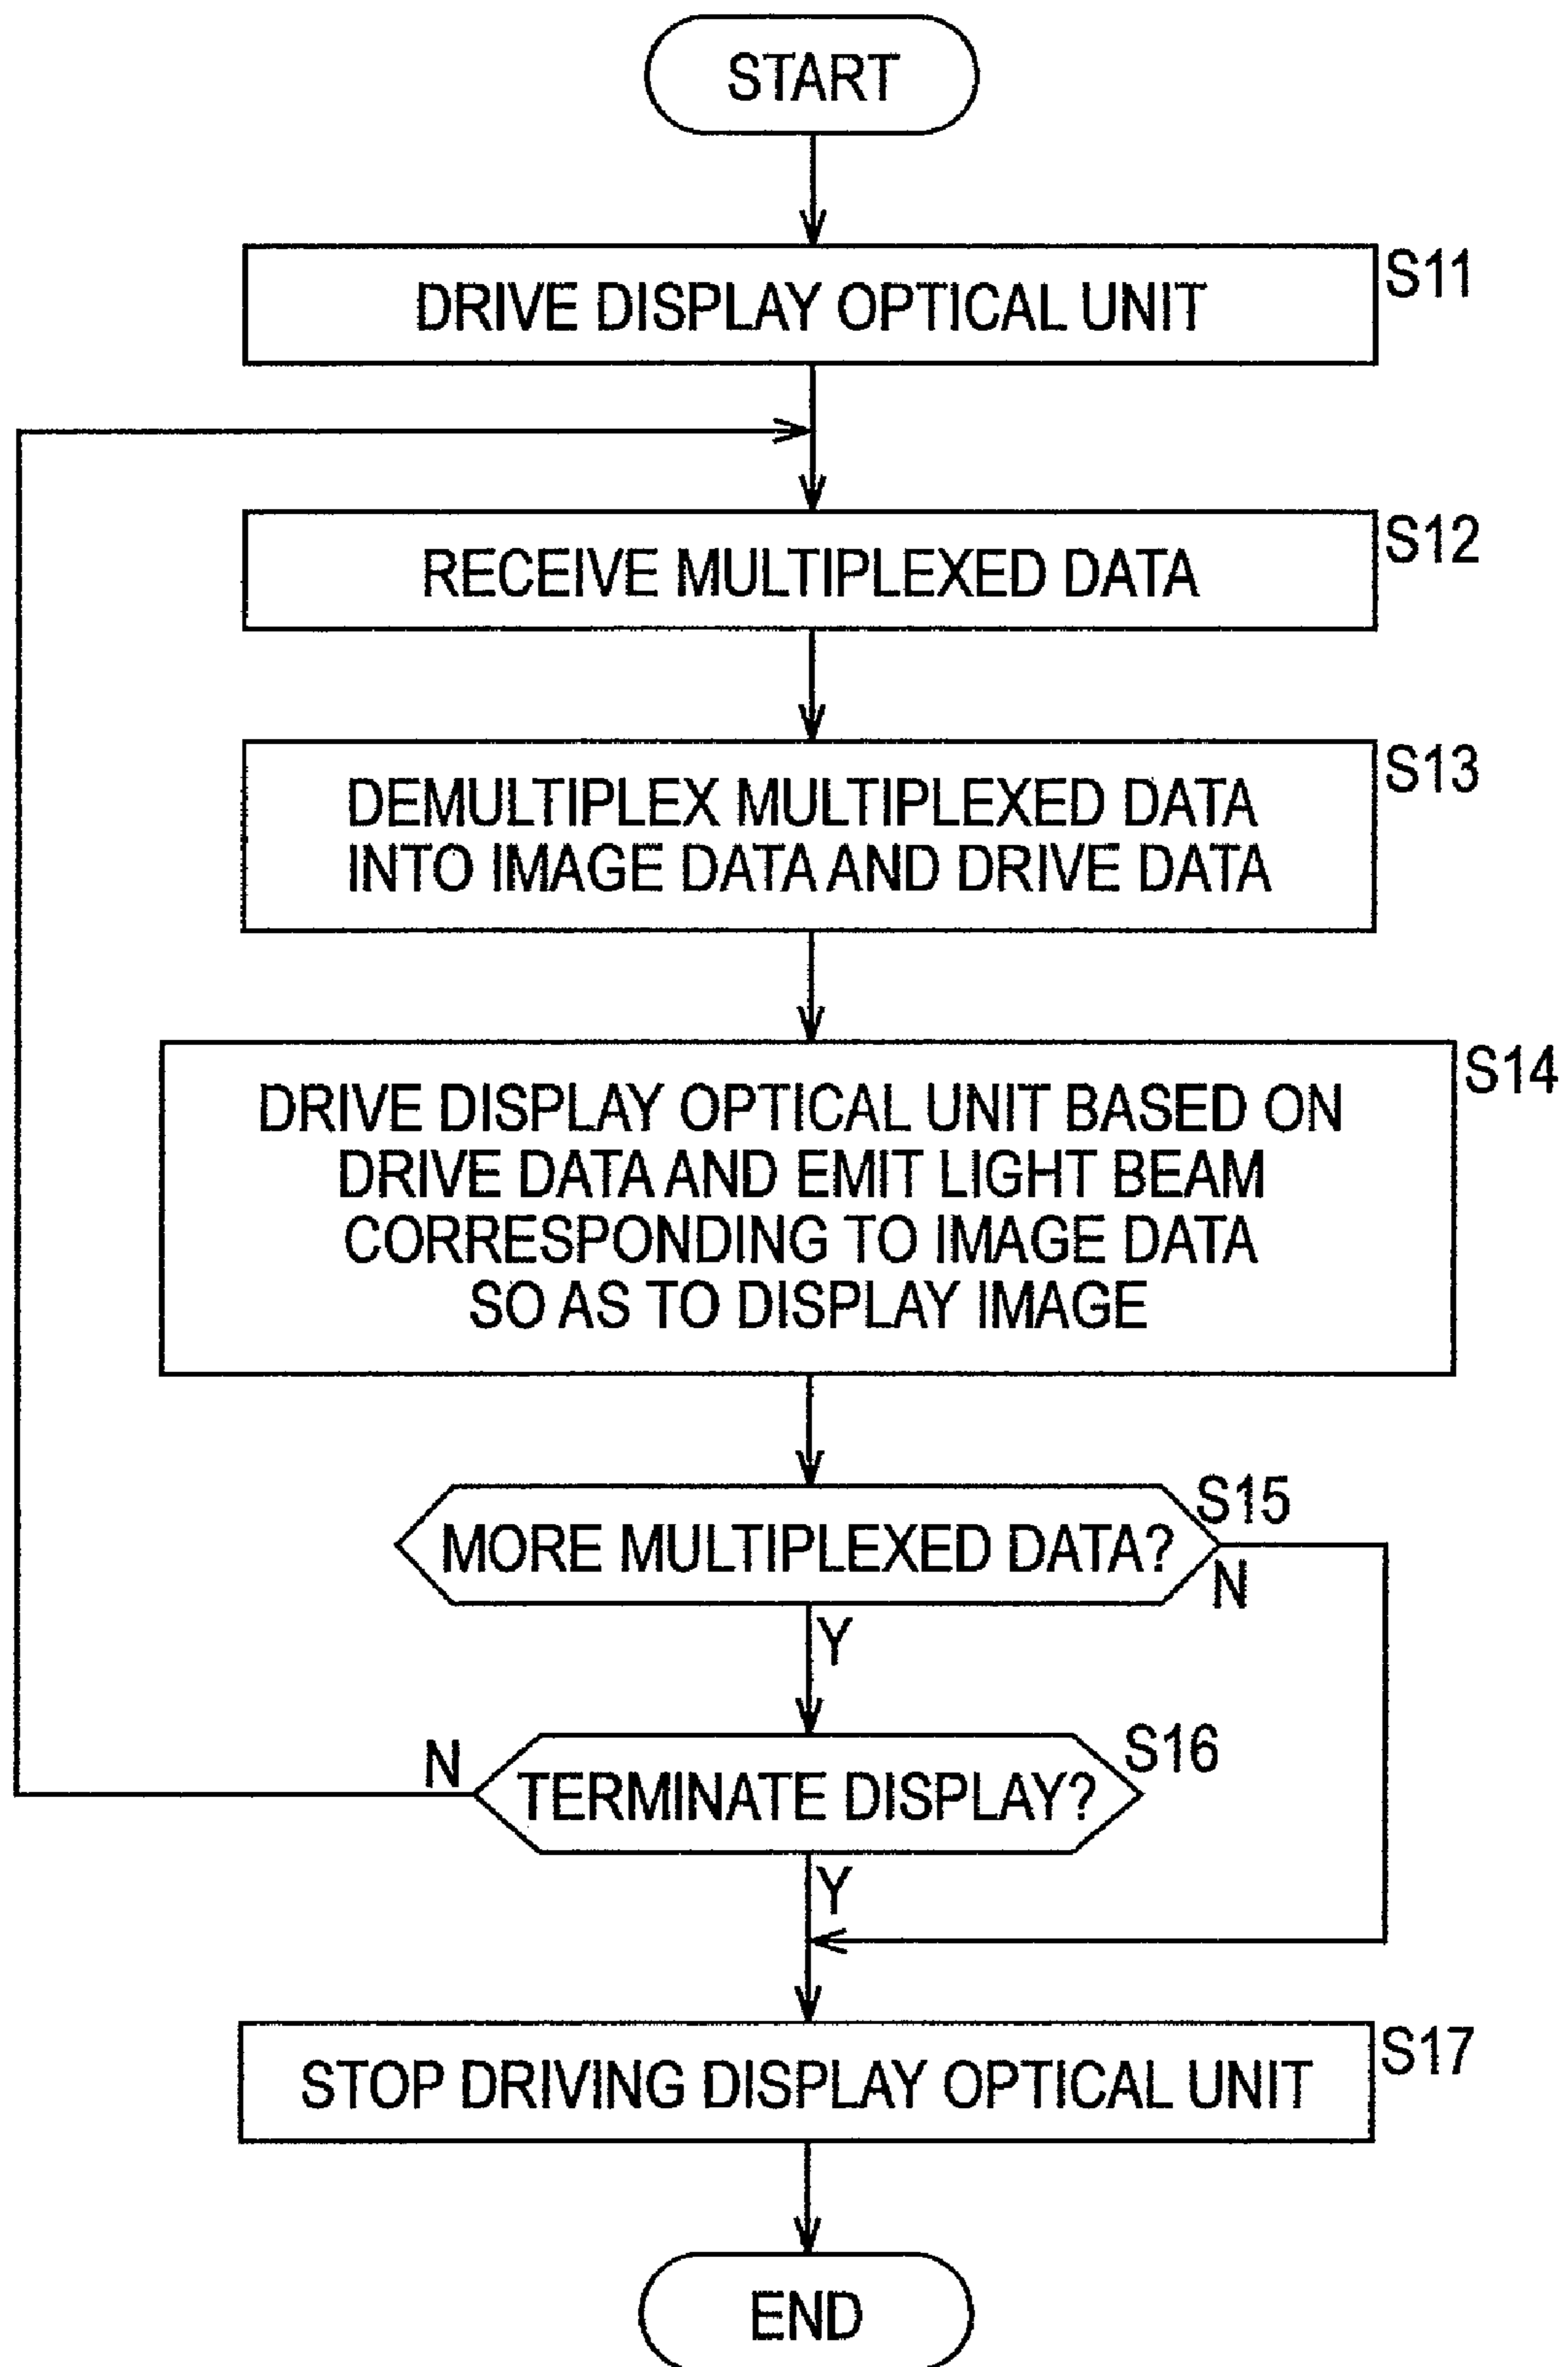 START
S11
DRIVE DISPLAY OPTICAL UNIT
S12
RECEIVE MULTIPLEXED DATA
S13
DEMULTIPLEX MULTIPLEXED DATA
INTO IMAGE DATA AND DRIVE DATA
S14
DRIVE DISPLAY OPTICAL UNIT BASED ON
DRIVE DATA AND EMIT LIGHT BEAM
CORRESPONDING TO IMAGE DATA
SO AS TO DISPLAY IMAGE
S15
MORE MULTIPLEXED DATA?
N
Y
S16
N
TERMINATE DISPLAY?
Y
S17
STOP DRIVING DISPLAY OPTICAL UNIT
END